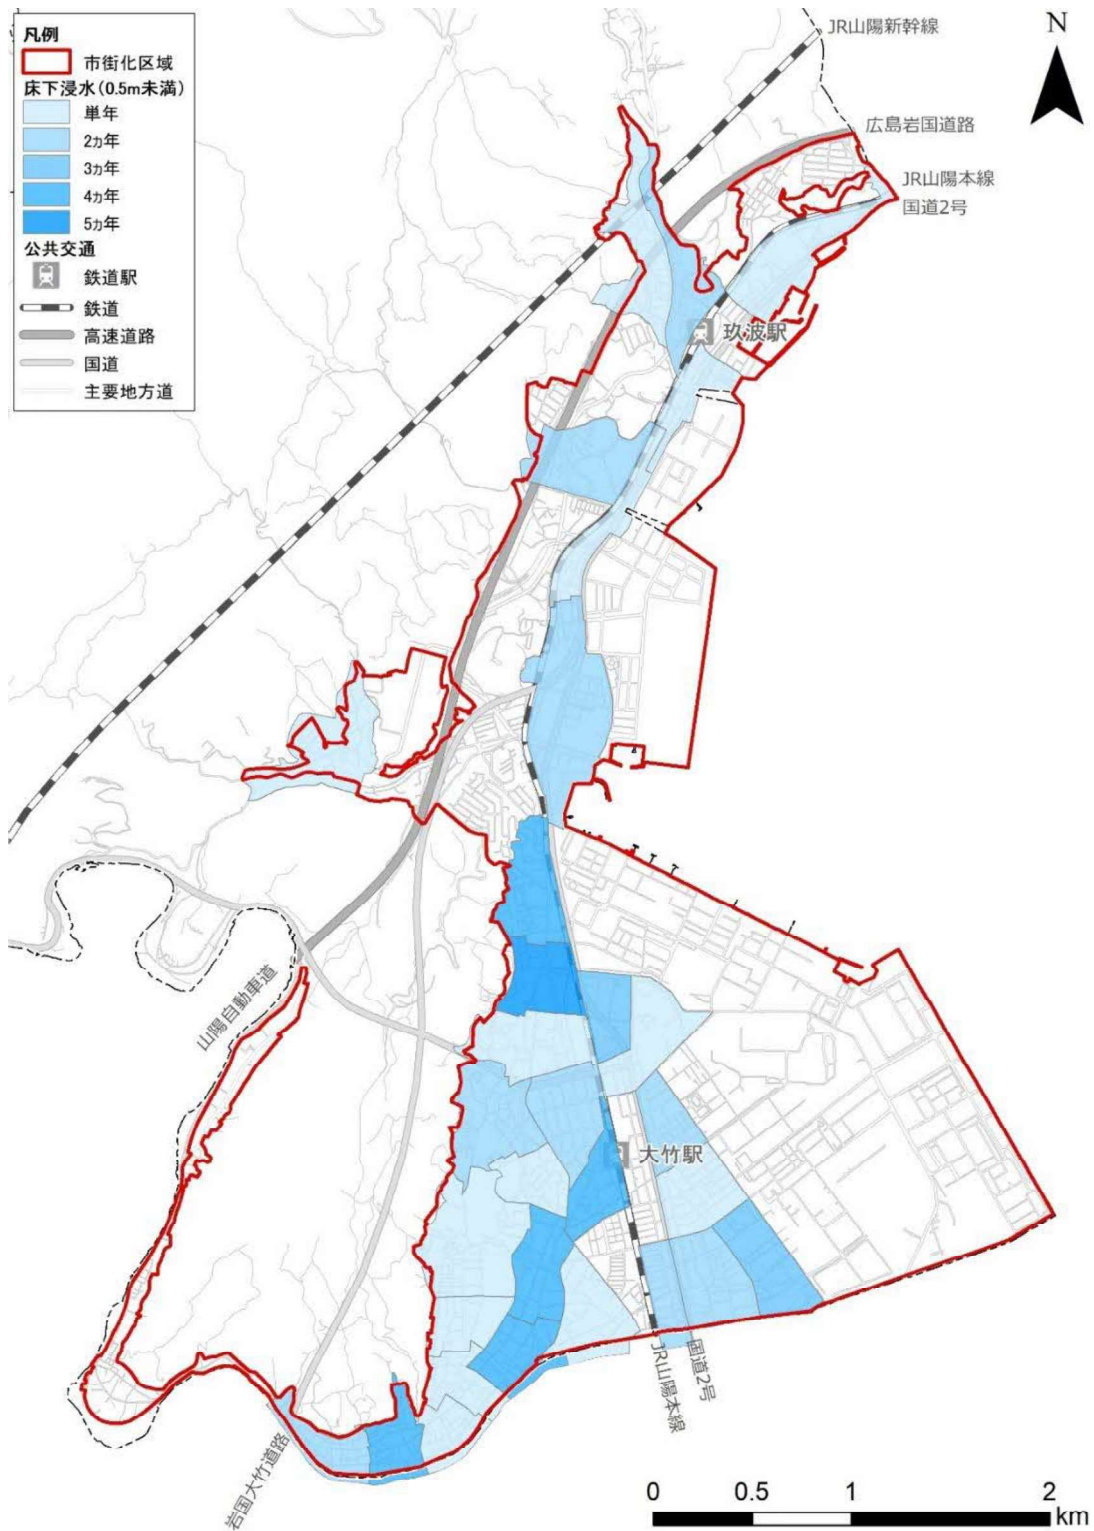 凡例
市街化区域
床下浸水(0.5m未満)
単年
2カ年
3カ年
4カ年
5カ年
公共交通
鉄道駅
鉄道
高速道路
国道
主要地方道
JR山陽新幹線
N
広島岩国道路
JR山陽本線
国道2号
玖波駅
山陽自動車道
大竹駅
国道2号
JR山陽本線
岩国大竹道路
0 0.5 1 2
km